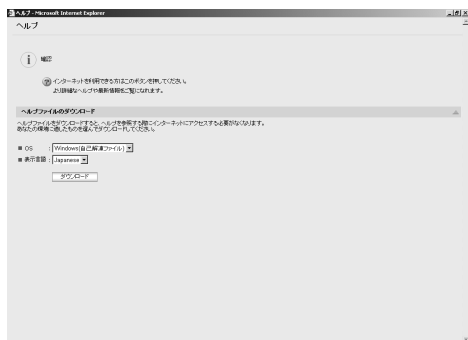 ヘルプ - Microsoft Internet Explorer
ヘルプ
確認
インターネットを利用できる方はこのボタンを押してください。
より詳細なヘルプや最新情報をご覧になれます。
ヘルプファイルのダウンロード
ヘルプファイルをダウンロードすると、ヘルプを参照する際にインターネットにアクセスする必要がなくなります。
あなたの環境に適したものを選んでダウンロードしてください。
■ OS : Windows(自己解凍ファイル)
■ 表示言語 : Japanese
ダウンロード